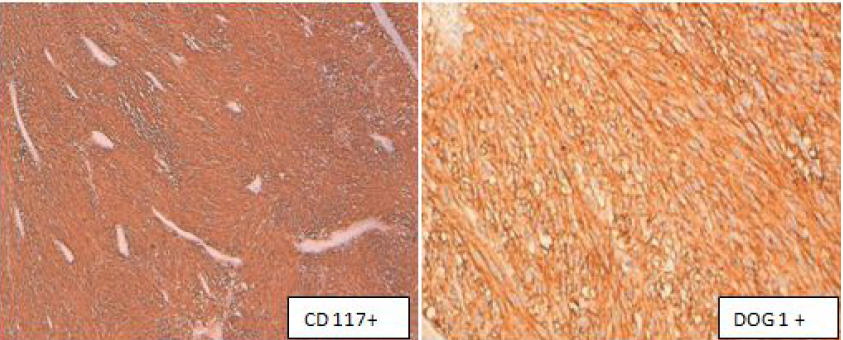 CD 117+
DOG 1 +